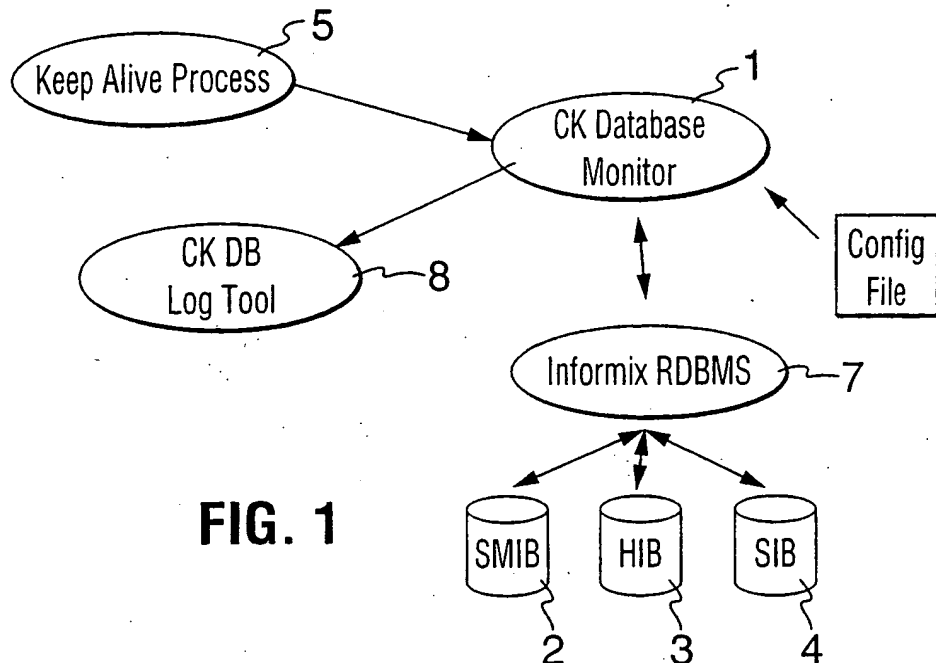 5
Keep Alive Process
1
CK Database
Monitor
CK DB
Log Tool
8
Config
File
Informix RDBMS
7
FIG. 1
SMIB
HIB
SIB
2
3
4